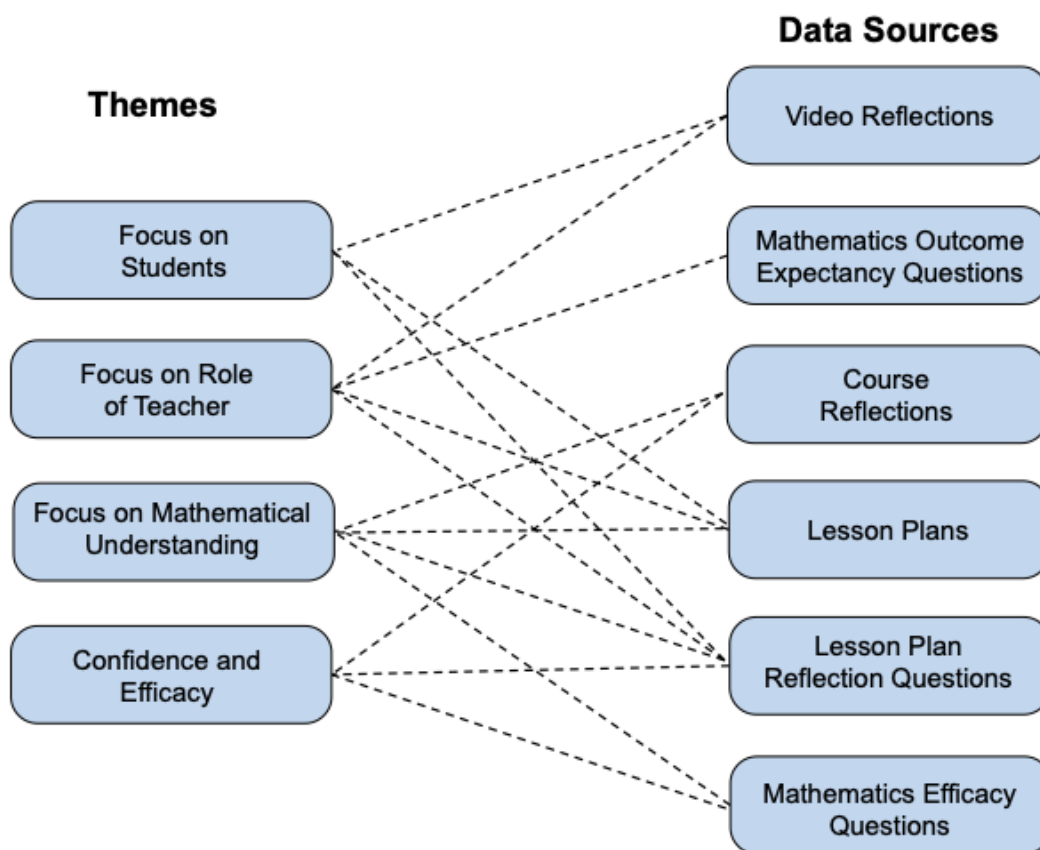 Themes
Focus on
Students
Focus on Role
of Teacher
Focus on Mathematical
Understanding
Confidence and
Efficacy
Data Sources
Video Reflections
Mathematics Outcome
Expectancy Questions
Course
Reflections
Lesson Plans
Lesson Plan
Reflection Questions
Mathematics Efficacy
Questions